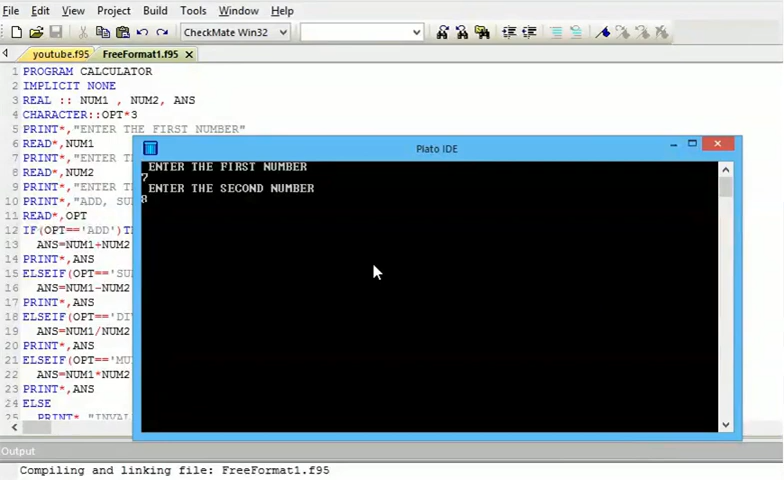 File Edit View Project Build Tools Window Help
CheckMate Win32
youtube.f95 FreeFormat1.f95
1 PROGRAM CALCULATOR
2 IMPLICIT NONE
3 REAL :: NUM1 , NUM2, ANS
4 CHARACTER::OPT*3
5 PRINT*,"ENTER THE FIRST NUMBER"
6 READ*,NUM1
7 PRINT*,"ENTER
8 READ*,NUM2
9 PRINT*,"ENTER T
10 PRINT*,"ADD, SU
11 READ*,OPT
12 IF(OPT=='ADD')T
13 ANS=NUM1+NUM2
14 PRINT*,ANS
15 ELSEIF(OPT=='SU
16 ANS=NUM1-NUM2
17 PRINT*,ANS
18 ELSEIF(OPT=='DI
19 ANS=NUM1/NUM2
20 PRINT*,ANS
21 ELSEIF(OPT=='MU
22 ANS=NUM1*NUM2
23 PRINT*,ANS
24 ELSE
25 PRINT*,"INVAL
Plato IDE
ENTER THE FIRST NUMBER
7
ENTER THE SECOND NUMBER
8
Output
Compiling and linking file: FreeFormat1.f95